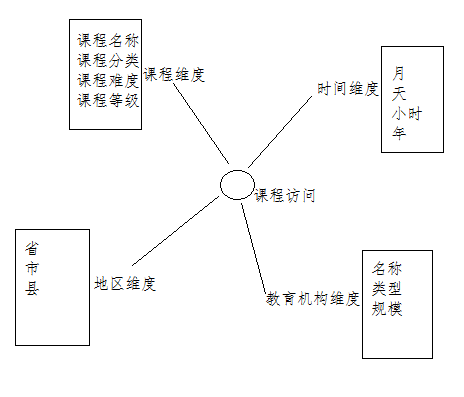 课程名称
课程分类
课程难度
课程等级
课程维度
时间维度
月
天
小时
年
课程访问
省
市
县
地区维度
教育机构维度
名称
类型
规模